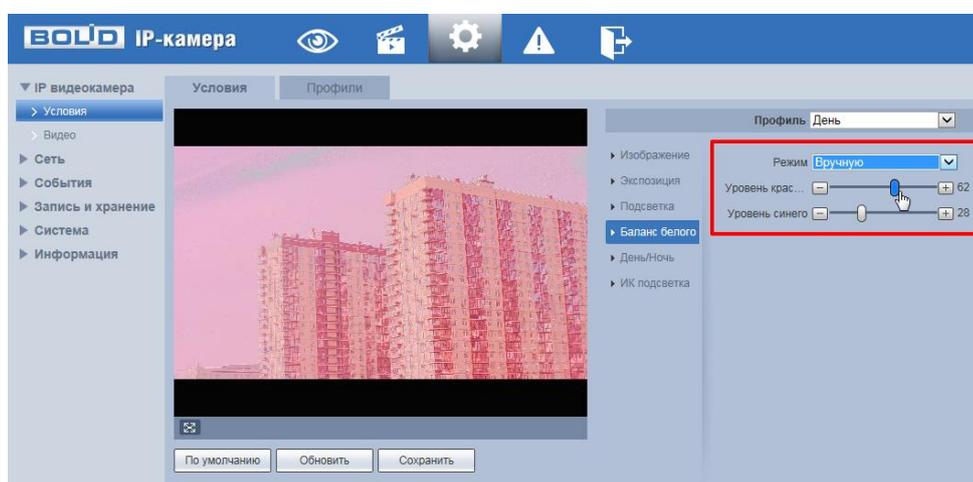 BOLID IP-камера
IP видеокамера
Условия
Видео
Сеть
События
Запись и хранение
Система
Информация
Условия Профили
Профиль День
Изображение
Экспозиция
Подсветка
Баланс белого
День/Ночь
ИК подсветка
Режим Вручную
Уровень крас... 62
Уровень синего 28
По умолчанию Обновить Сохранить